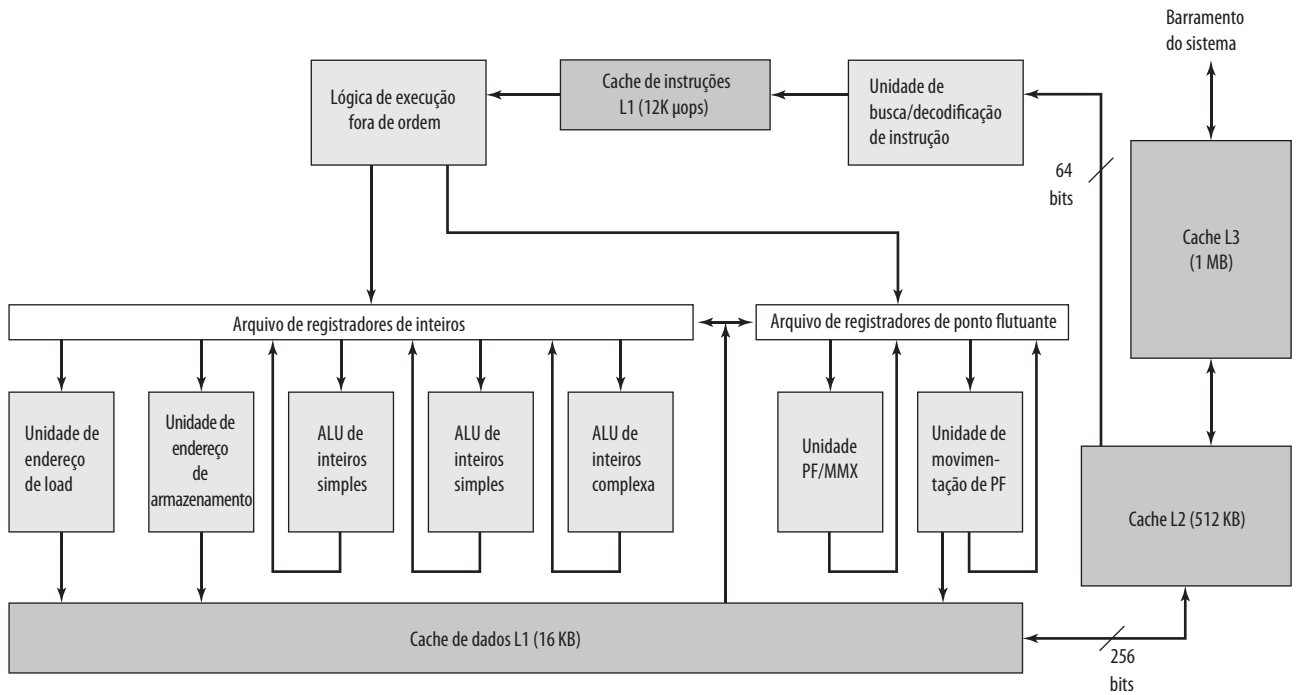 Barramento
do sistema
Lógica de execução
fora de ordem
Cache de instruções
L1 (12K μops)
Unidade de
busca/decodificação
de instrução
64
bits
Cache L3
(1 MB)
Arquivo de registradores de inteiros
Arquivo de registradores de ponto flutuante
Unidade de
endereço
de load
Unidade de
endereço
de
armazenamento
ALU de
inteiros
simples
ALU de
inteiros
simples
ALU de
inteiros
complexa
Unidade
PF/MMX
Unidade de
movimen-
tação de PF
Cache L2 (512 KB)
Cache de dados L1 (16 KB)
256
bits